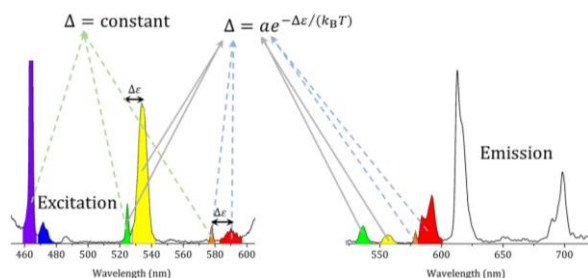 Δ = constant
Δ = ae^{-Δε/(k_BT)}
Δε
Δε
Excitation
Emission
460 480 500 520 540 560 580 600
550 600 650 700
Wavelength (nm)
Wavelength (nm)